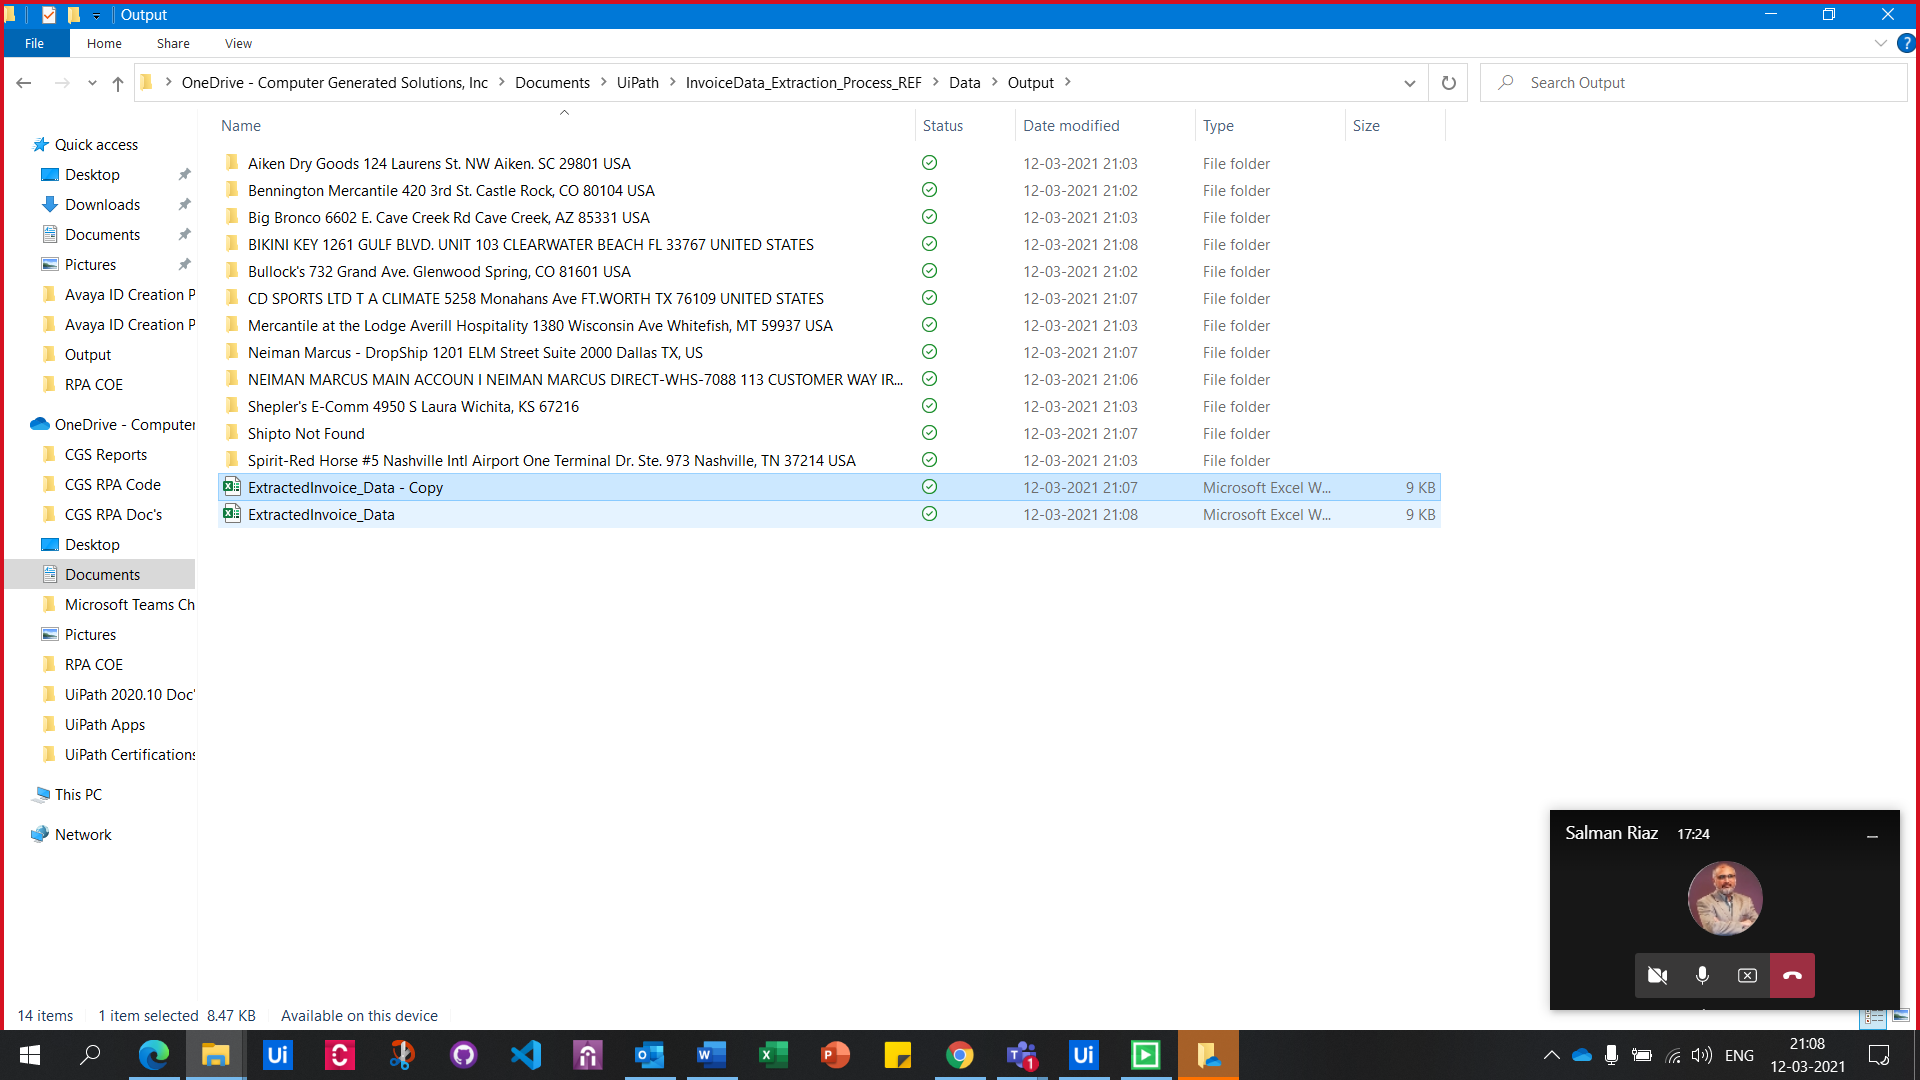 Output
File Home Share View
OneDrive - Computer Generated Solutions, Inc Documents UiPath InvoiceData_Extraction_Process_REF Data Output
Search Output
Name Status Date modified Type Size
Quick access
Desktop
Downloads
Documents
Pictures
Avaya ID Creation P
Avaya ID Creation P
Output
RPA COE
OneDrive - Computer
CGS Reports
CGS RPA Code
CGS RPA Doc's
Desktop
Documents
Microsoft Teams Ch
Pictures
RPA COE
UiPath 2020.10 Doc'
UiPath Apps
UiPath Certifications
This PC
Network
Aiken Dry Goods 124 Laurens St. NW Aiken. SC 29801 USA 12-03-2021 21:03 File folder
Bennington Mercantile 420 3rd St. Castle Rock, CO 80104 USA 12-03-2021 21:02 File folder
Big Bronco 6602 E. Cave Creek Rd Cave Creek, AZ 85331 USA 12-03-2021 21:03 File folder
BIKINI KEY 1261 GULF BLVD. UNIT 103 CLEARWATER BEACH FL 33767 UNITED STATES 12-03-2021 21:08 File folder
Bullock's 732 Grand Ave. Glenwood Spring, CO 81601 USA 12-03-2021 21:02 File folder
CD SPORTS LTD T A CLIMATE 5258 Monahans Ave FT.WORTH TX 76109 UNITED STATES 12-03-2021 21:07 File folder
Mercantile at the Lodge Averill Hospitality 1380 Wisconsin Ave Whitefish, MT 59937 USA 12-03-2021 21:03 File folder
Neiman Marcus - DropShip 1201 ELM Street Suite 2000 Dallas TX, US 12-03-2021 21:07 File folder
NEIMAN MARCUS MAIN ACCOUN I NEIMAN MARCUS DIRECT-WHS-7088 113 CUSTOMER WAY IR... 12-03-2021 21:06 File folder
Shepler's E-Comm 4950 S Laura Wichita, KS 67216 12-03-2021 21:03 File folder
Shipto Not Found 12-03-2021 21:07 File folder
Spirit-Red Horse #5 Nashville Intl Airport One Terminal Dr. Ste. 973 Nashville, TN 37214 USA 12-03-2021 21:03 File folder
ExtractedInvoice_Data - Copy 12-03-2021 21:07 Microsoft Excel W... 9 KB
ExtractedInvoice_Data 12-03-2021 21:08 Microsoft Excel W... 9 KB
Salman Riaz 17:24
14 items 1 item selected 8.47 KB Available on this device
ENG
21:08
12-03-2021